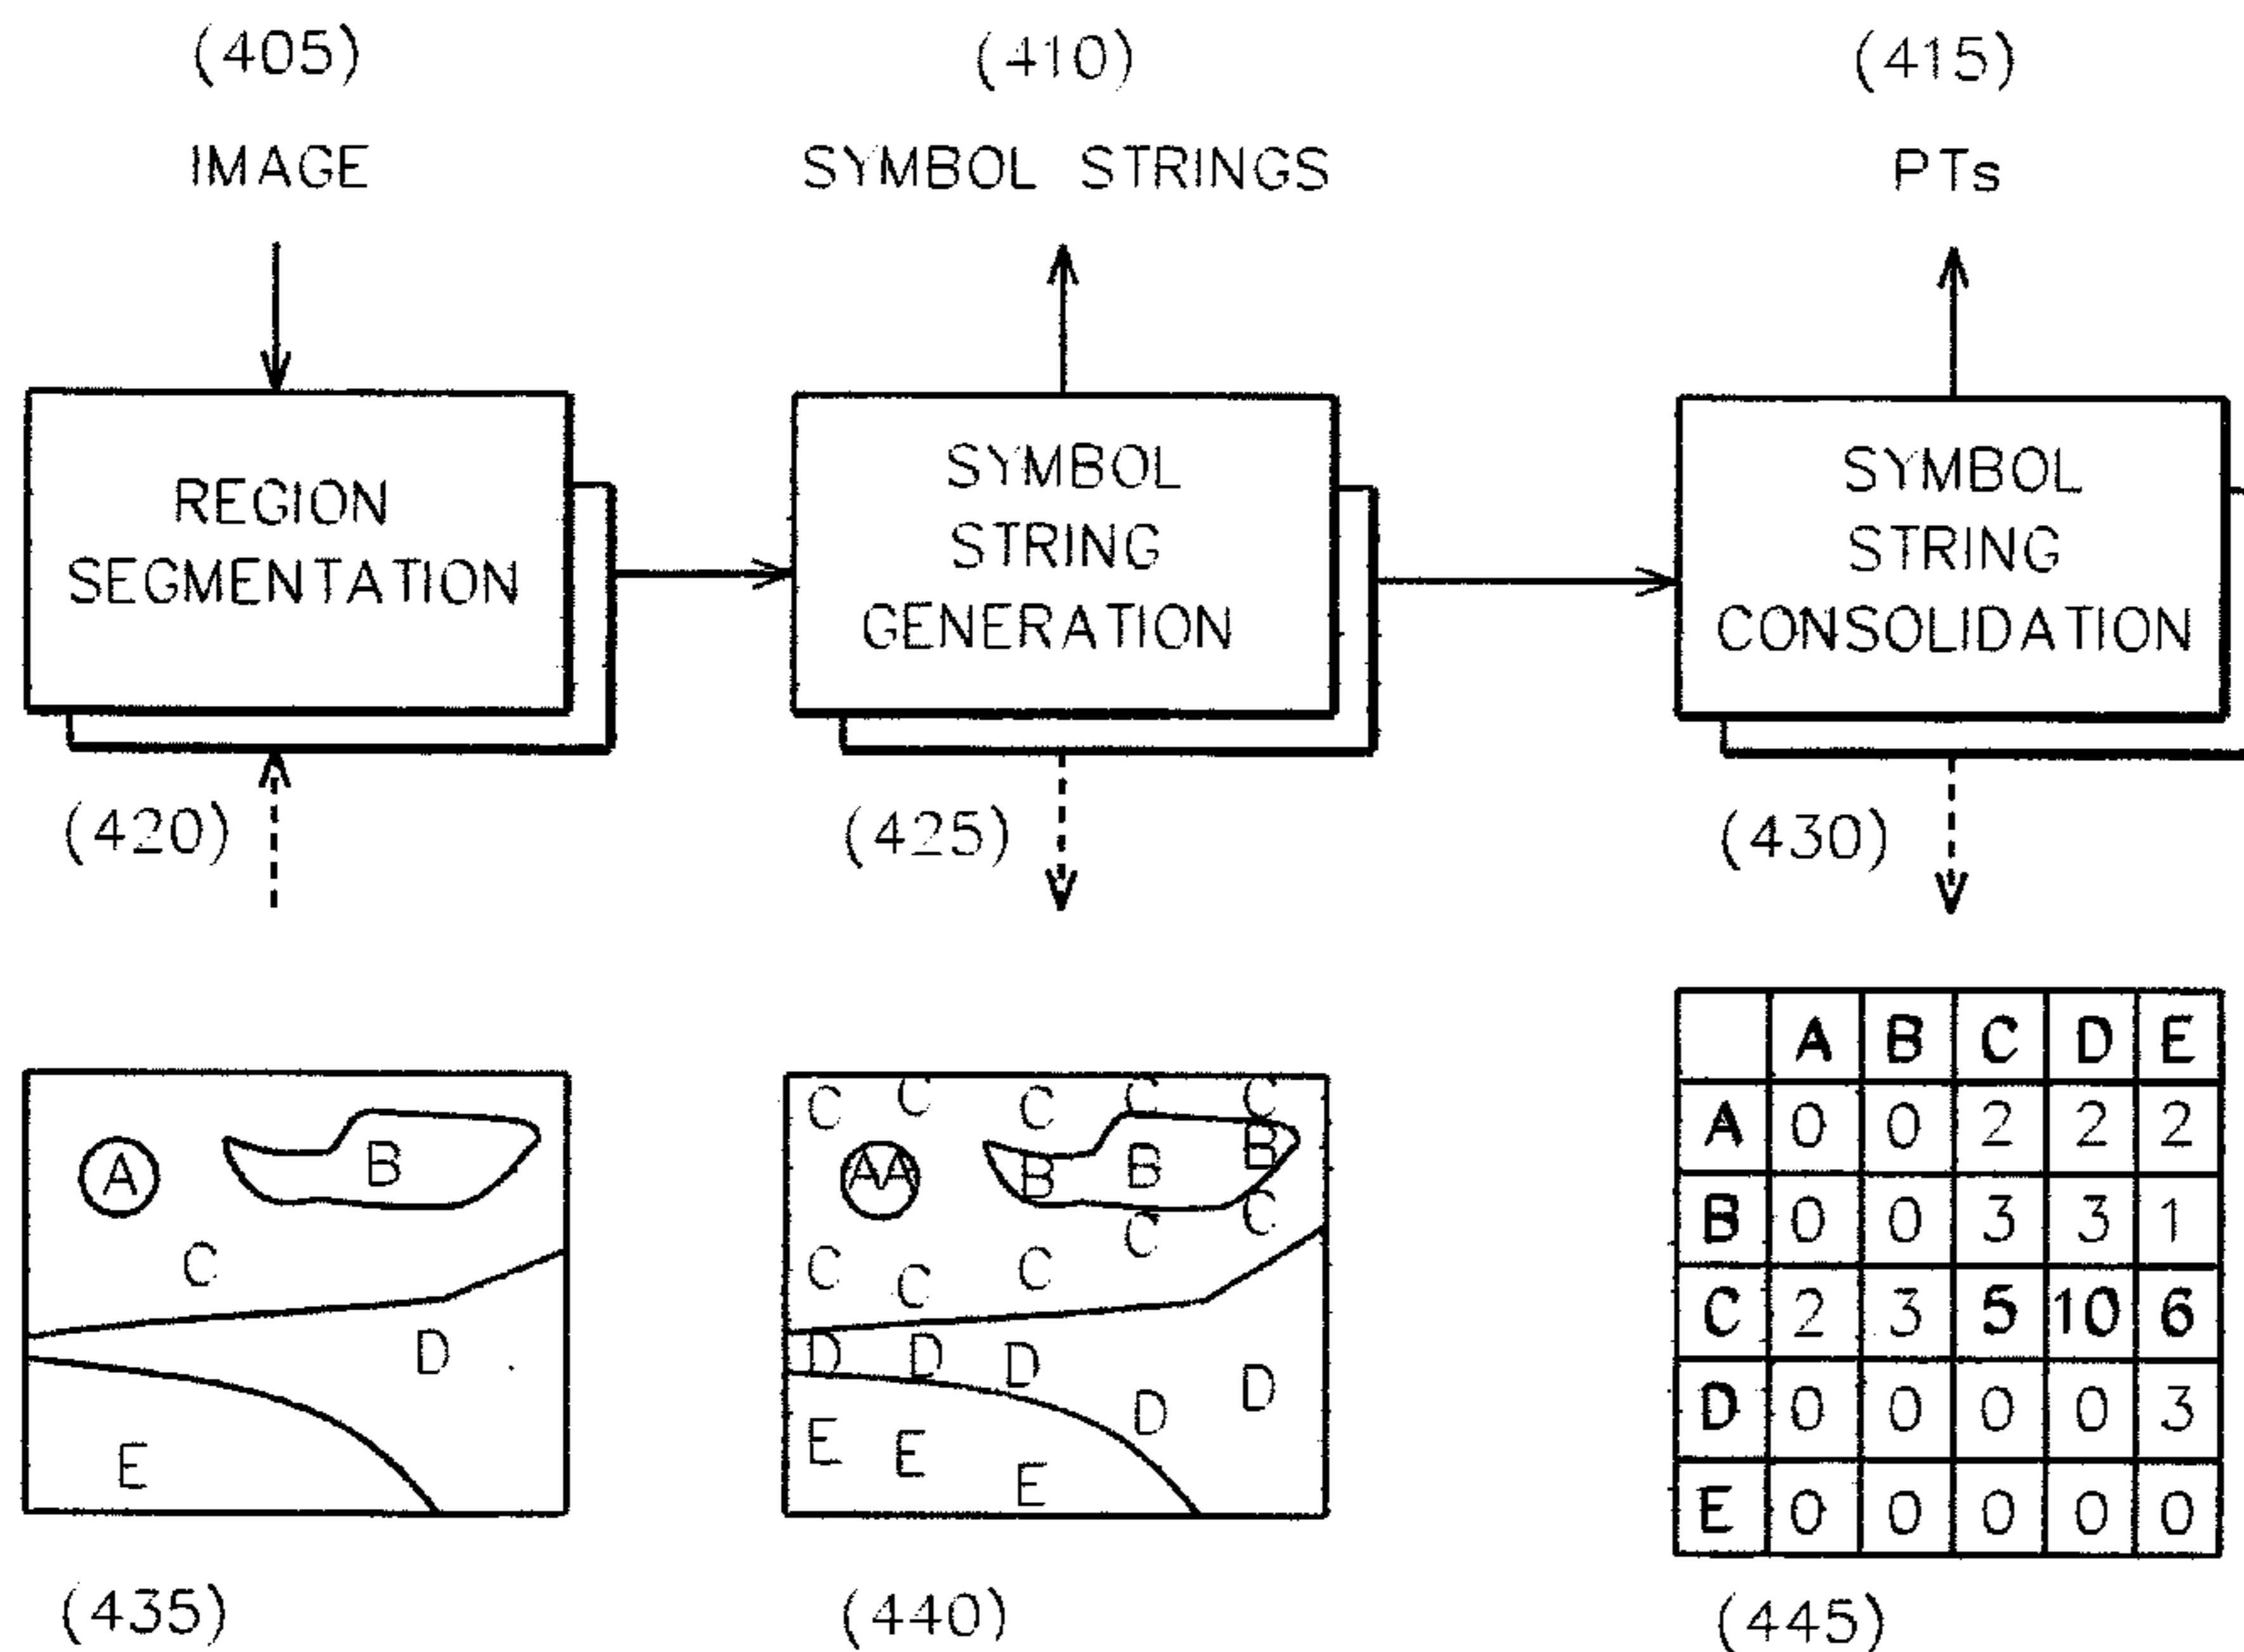 (405) (410) (415)
IMAGE SYMBOL STRINGS PTs
REGION
SEGMENTATION
SYMBOL
STRING
GENERATION
SYMBOL
STRING
CONSOLIDATION
(420) (425) (430)
A
B
C
D
E
C C C C C
AA B B B
C C C C C
D D D D D
E E E
A B C D E
A 0 0 2 2 2
B 0 0 3 3 1
C 2 3 5 10 6
D 0 0 0 0 3
E 0 0 0 0 0
(435) (440) (445)